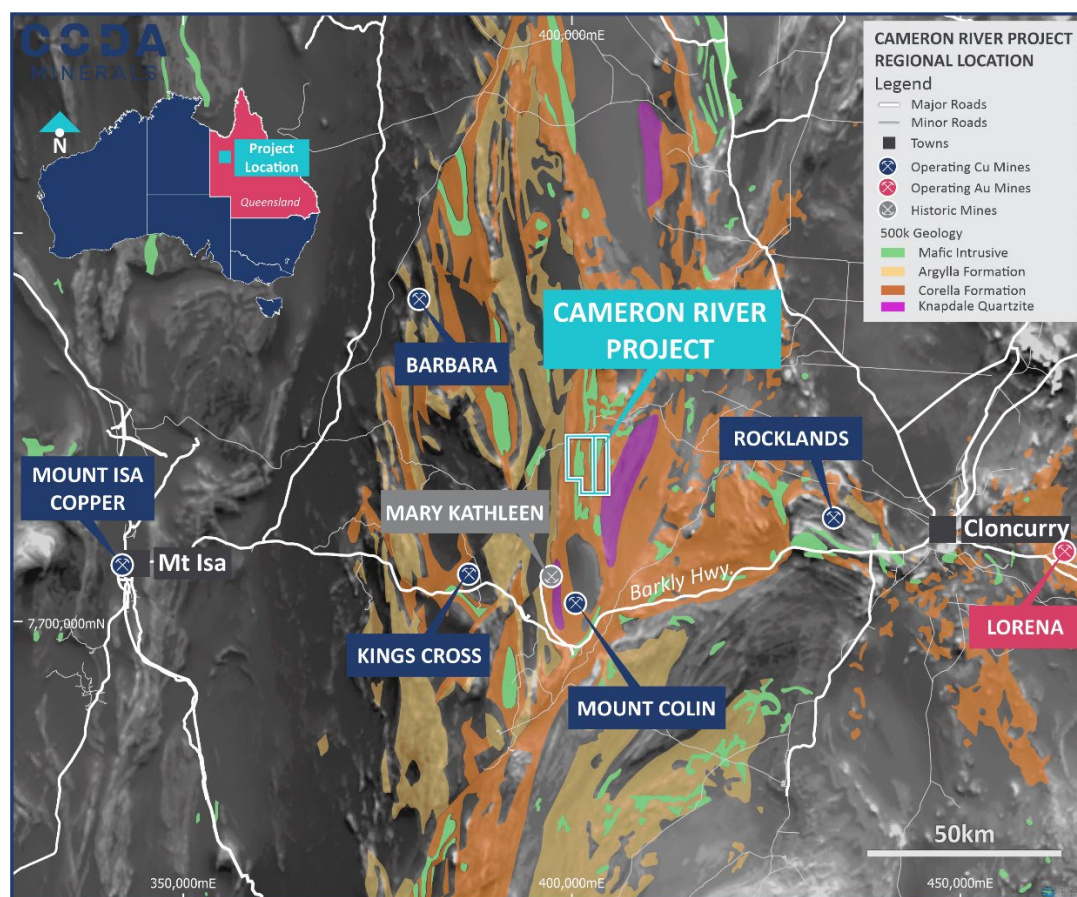 CODA
MINERALS
400,000mE
CAMERON RIVER PROJECT
REGIONAL LOCATION
Legend
Major Roads
Minor Roads
Towns
Operating Cu Mines
Operating Au Mines
Historic Mines
500k Geology
Mafic Intrusive
Argylla Formation
Corella Formation
Knapdale Quartzite
N
Project
Location
Queensland
CAMERON RIVER
PROJECT
BARBARA
ROCKLANDS
MOUNT ISA
COPPER
MARY KATHLEEN
Cloncurry
Mt Isa
Barkly Hwy.
7,700,000mN
LORENA
KINGS CROSS
MOUNT COLIN
50km
350,000mE
400,000mE
450,000mE